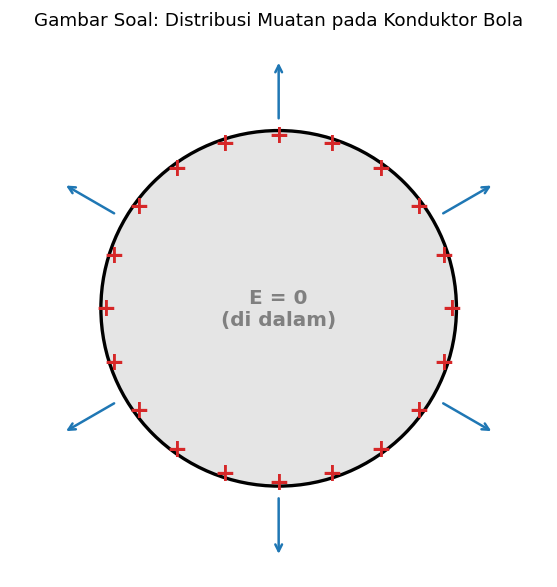 Gambar Soal: Distribusi Muatan pada Konduktor Bola
E = 0
(di dalam)